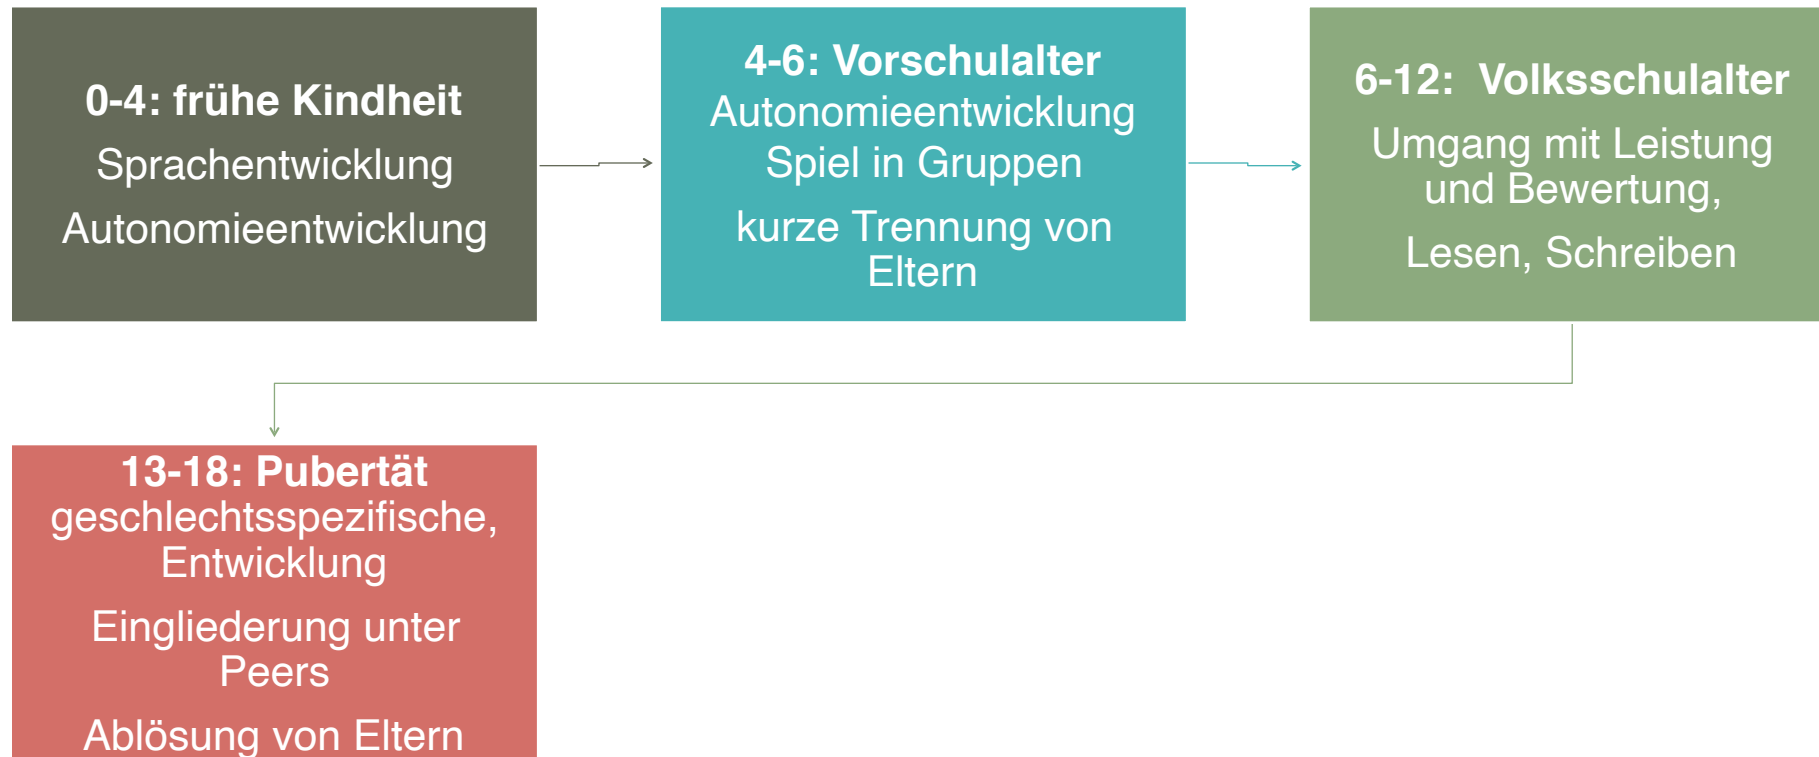 0-4: frühe Kindheit
Sprachentwicklung
Autonomieentwicklung
4-6: Vorschulalter
Autonomieentwicklung
Spiel in Gruppen
kurze Trennung von
Eltern
6-12:  Volksschulalter
Umgang mit Leistung
und Bewertung,
Lesen, Schreiben
13-18: Pubertät
geschlechtsspezifische,
Entwicklung
Eingliederung unter
Peers
Ablösung von Eltern